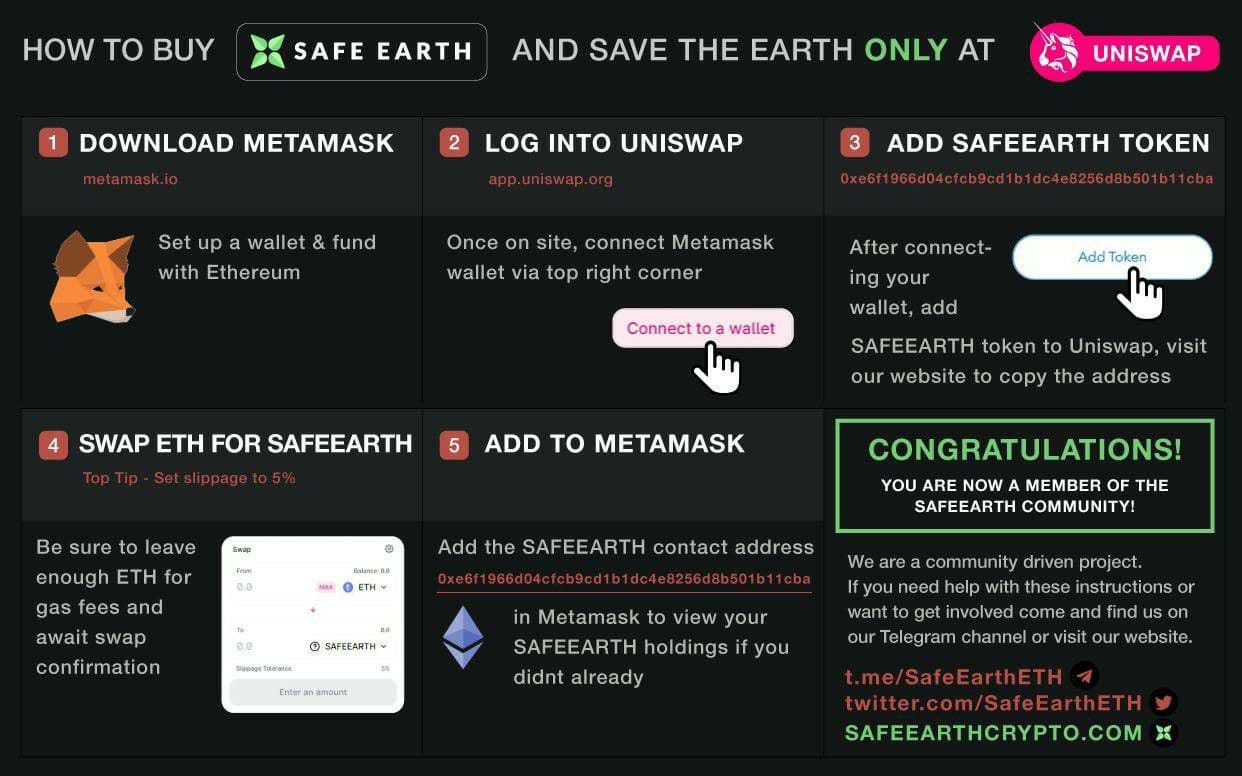 HOW TO BUY SAFE EARTH AND SAVE THE EARTH ONLY AT UNISWAP
1 DOWNLOAD METAMASK
metamask.io
Set up a wallet & fund
with Ethereum
2 LOG INTO UNISWAP
app.uniswap.org
Once on site, connect Metamask
wallet via top right corner
Connect to a wallet
3 ADD SAFEEARTH TOKEN
0xe6f1966d04cfcb9cd1b1dc4e8256d8b501b11cba
After connect-
ing your
wallet, add
Add Token
SAFEEARTH token to Uniswap, visit
our website to copy the address
4 SWAP ETH FOR SAFEEARTH
Top Tip - Set slippage to 5%
Be sure to leave
enough ETH for
gas fees and
await swap
confirmation
Swap
From Balance: 0.0
0.0 MAX ETH
To 0.0
0.0 SAFEEARTH
Slippage Tolerance 5%
Enter an amount
5 ADD TO METAMASK
Add the SAFEEARTH contact address
0xe6f1966d04cfcb9cd1b1dc4e8256d8b501b11cba
in Metamask to view your
SAFEEARTH holdings if you
didnt already
CONGRATULATIONS!
YOU ARE NOW A MEMBER OF THE
SAFEEARTH COMMUNITY!
We are a community driven project.
If you need help with these instructions or
want to get involved come and find us on
our Telegram channel or visit our website.
t.me/SafeEarthETH
twitter.com/SafeEarthETH
SAFEEARTHCRYPTO.COM